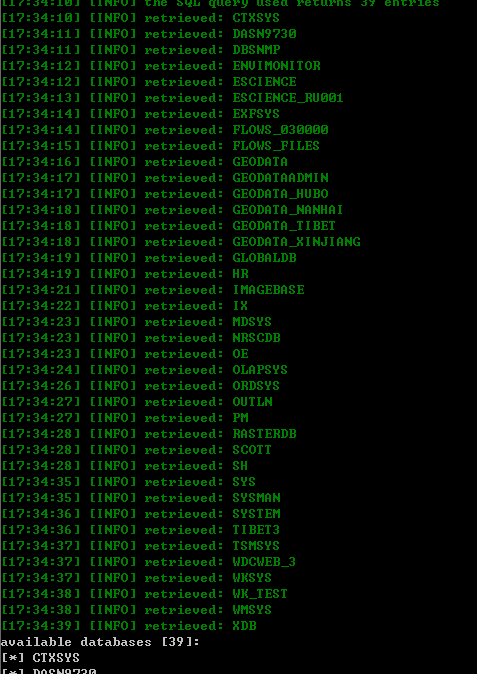 [17:34:10] [INFO] the SQL query used returns 39 entries
[17:34:10] [INFO] retrieved: CTXSYS
[17:34:11] [INFO] retrieved: DASN9730
[17:34:11] [INFO] retrieved: DBSNMP
[17:34:12] [INFO] retrieved: ENVIMONITOR
[17:34:12] [INFO] retrieved: ESCIENCE
[17:34:13] [INFO] retrieved: ESCIENCE_RU001
[17:34:14] [INFO] retrieved: EXFSYS
[17:34:14] [INFO] retrieved: FLOWS_030000
[17:34:15] [INFO] retrieved: FLOWS_FILES
[17:34:16] [INFO] retrieved: GEODATA
[17:34:17] [INFO] retrieved: GEODATAADMIN
[17:34:17] [INFO] retrieved: GEODATA_HUBO
[17:34:18] [INFO] retrieved: GEODATA_NANHAI
[17:34:18] [INFO] retrieved: GEODATA_TIBET
[17:34:18] [INFO] retrieved: GEODATA_XINJIANG
[17:34:19] [INFO] retrieved: GLOBALDB
[17:34:19] [INFO] retrieved: HR
[17:34:21] [INFO] retrieved: IMAGEBASE
[17:34:22] [INFO] retrieved: IX
[17:34:23] [INFO] retrieved: MDSYS
[17:34:23] [INFO] retrieved: NRSCDB
[17:34:23] [INFO] retrieved: OE
[17:34:24] [INFO] retrieved: OLAPSYS
[17:34:26] [INFO] retrieved: ORDSYS
[17:34:27] [INFO] retrieved: OUTLN
[17:34:27] [INFO] retrieved: PM
[17:34:28] [INFO] retrieved: RASTERDB
[17:34:28] [INFO] retrieved: SCOTT
[17:34:28] [INFO] retrieved: SH
[17:34:35] [INFO] retrieved: SYS
[17:34:35] [INFO] retrieved: SYSMAN
[17:34:36] [INFO] retrieved: SYSTEM
[17:34:36] [INFO] retrieved: TIBET3
[17:34:37] [INFO] retrieved: TSMSYS
[17:34:37] [INFO] retrieved: WDCWEB_3
[17:34:37] [INFO] retrieved: WKSYS
[17:34:38] [INFO] retrieved: WK_TEST
[17:34:38] [INFO] retrieved: WMSYS
[17:34:39] [INFO] retrieved: XDB
available databases [39]:
[*] CTXSYS
[*] DASN9730